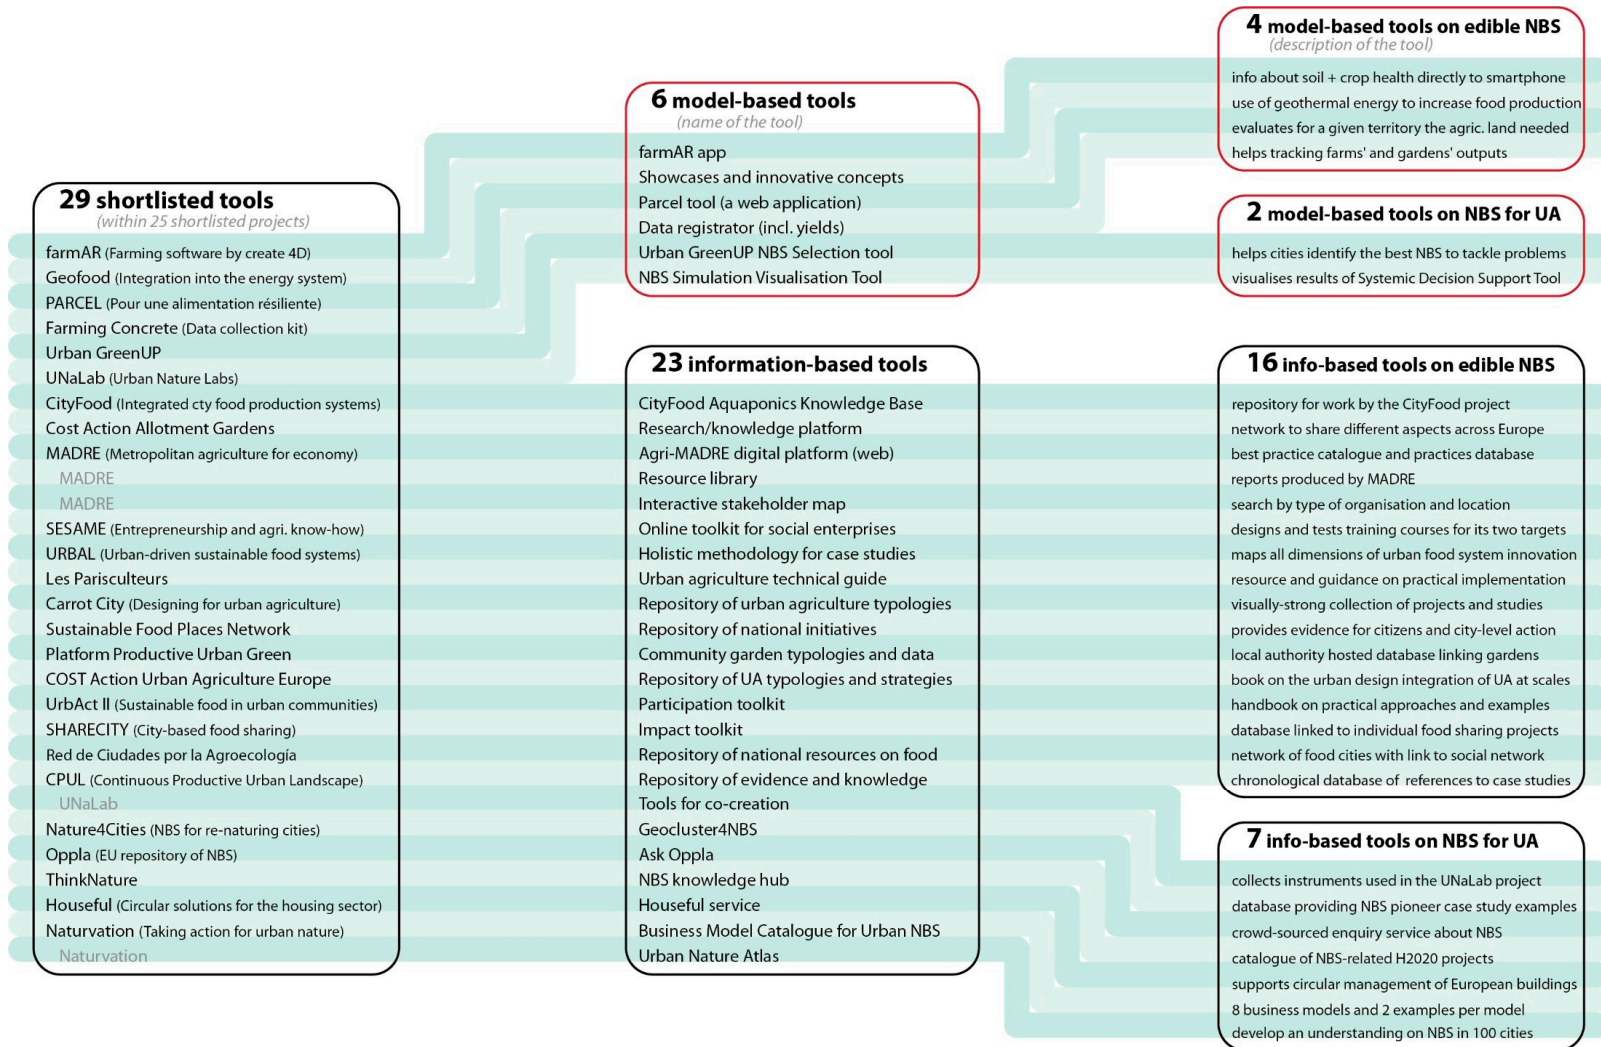 29 shortlisted tools
(within 25 shortlisted projects)
farmAR (Farming software by create 4D)
Geofood (Integration into the energy system)
PARCEL (Pour une alimentation résiliente)
Farming Concrete (Data collection kit)
Urban GreenUP
UNaLab (Urban Nature Labs)
CityFood (Integrated cty food production systems)
Cost Action Allotment Gardens
MADRE (Metropolitan agriculture for economy)
MADRE
MADRE
SESAME (Entrepreneurship and agri. know-how)
URBAL (Urban-driven sustainable food systems)
Les Parisculteurs
Carrot City (Designing for urban agriculture)
Sustainable Food Places Network
Platform Productive Urban Green
COST Action Urban Agriculture Europe
UrbAct II (Sustainable food in urban communities)
SHARECITY (City-based food sharing)
Red de Ciudades por la Agroecología
CPUL (Continuous Productive Urban Landscape)
UNaLab
Nature4Cities (NBS for re-naturing cities)
Oppla (EU repository of NBS)
ThinkNature
Houseful (Circular solutions for the housing sector)
Naturvation (Taking action for urban nature)
Naturvation
6 model-based tools
(name of the tool)
farmAR app
Showcases and innovative concepts
Parcel tool (a web application)
Data registrator (incl. yields)
Urban GreenUP NBS Selection tool
NBS Simulation Visualisation Tool
23 information-based tools
CityFood Aquaponics Knowledge Base
Research/knowledge platform
Agri-MADRE digital platform (web)
Resource library
Interactive stakeholder map
Online toolkit for social enterprises
Holistic methodology for case studies
Urban agriculture technical guide
Repository of urban agriculture typologies
Repository of national initiatives
Community garden typologies and data
Repository of UA typologies and strategies
Participation toolkit
Impact toolkit
Repository of national resources on food
Repository of evidence and knowledge
Tools for co-creation
Geocluster4NBS
Ask Oppla
NBS knowledge hub
Houseful service
Business Model Catalogue for Urban NBS
Urban Nature Atlas
4 model-based tools on edible NBS
(description of the tool)
info about soil + crop health directly to smartphone
use of geothermal energy to increase food production
evaluates for a given territory the agric. land needed
helps tracking farms' and gardens' outputs
2 model-based tools on NBS for UA
helps cities identify the best NBS to tackle problems
visualises results of Systemic Decision Support Tool
16 info-based tools on edible NBS
repository for work by the CityFood project
network to share different aspects across Europe
best practice catalogue and practices database
reports produced by MADRE
search by type of organisation and location
designs and tests training courses for its two targets
maps all dimensions of urban food system innovation
resource and guidance on practical implementation
visually-strong collection of projects and studies
provides evidence for citizens and city-level action
local authority hosted database linking gardens
book on the urban design integration of UA at scales
handbook on practical approaches and examples
database linked to individual food sharing projects
network of food cities with link to social network
chronological database of references to case studies
7 info-based tools on NBS for UA
collects instruments used in the UNaLab project
database providing NBS pioneer case study examples
crowd-sourced enquiry service about NBS
catalogue of NBS-related H2020 projects
supports circular management of European buildings
8 business models and 2 examples per model
develop an understanding on NBS in 100 cities